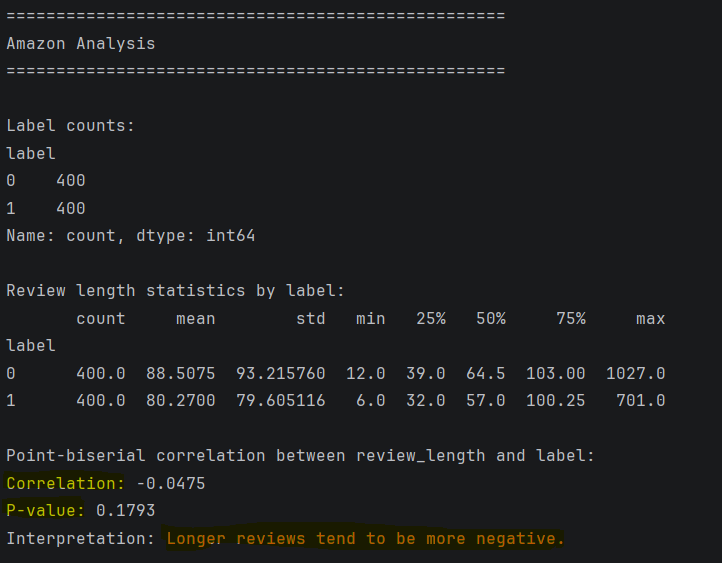 ==================================================
Amazon Analysis
==================================================
Label counts:
label
0    400
1    400
Name: count, dtype: int64
Review length statistics by label:
       count     mean        std   min   25%   50%     75%     max
label
0      400.0  88.5075  93.215760  12.0  39.0  64.5  103.00  1027.0
1      400.0  80.2700  79.605116   6.0  32.0  57.0  100.25   701.0
Point-biserial correlation between review_length and label:
Correlation: -0.0475
P-value: 0.1793
Interpretation: Longer reviews tend to be more negative.